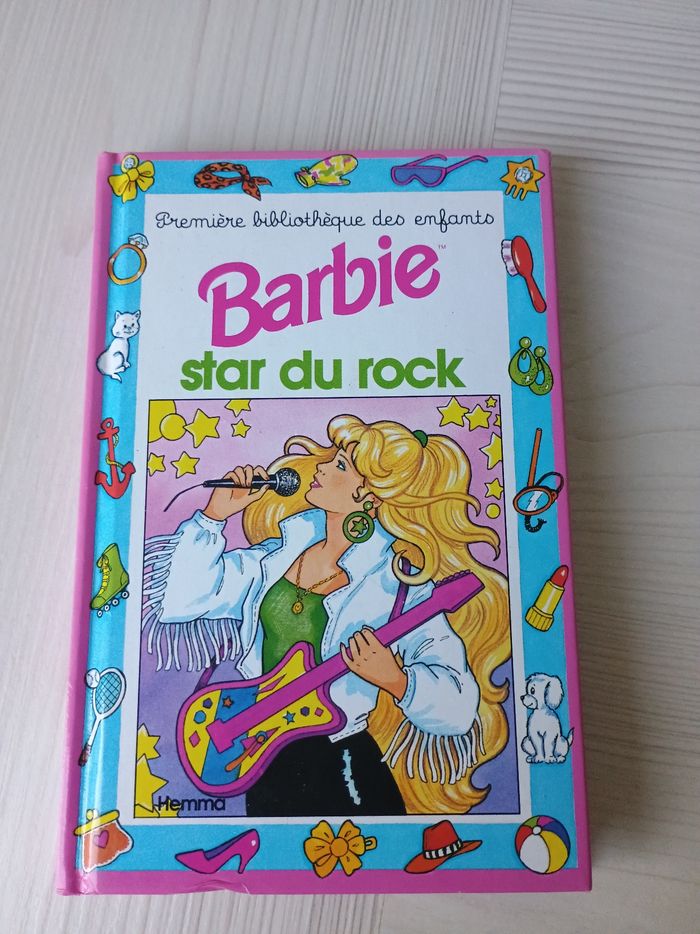 Première bibliothèque des enfants
Barbie™
star du rock
Hemma